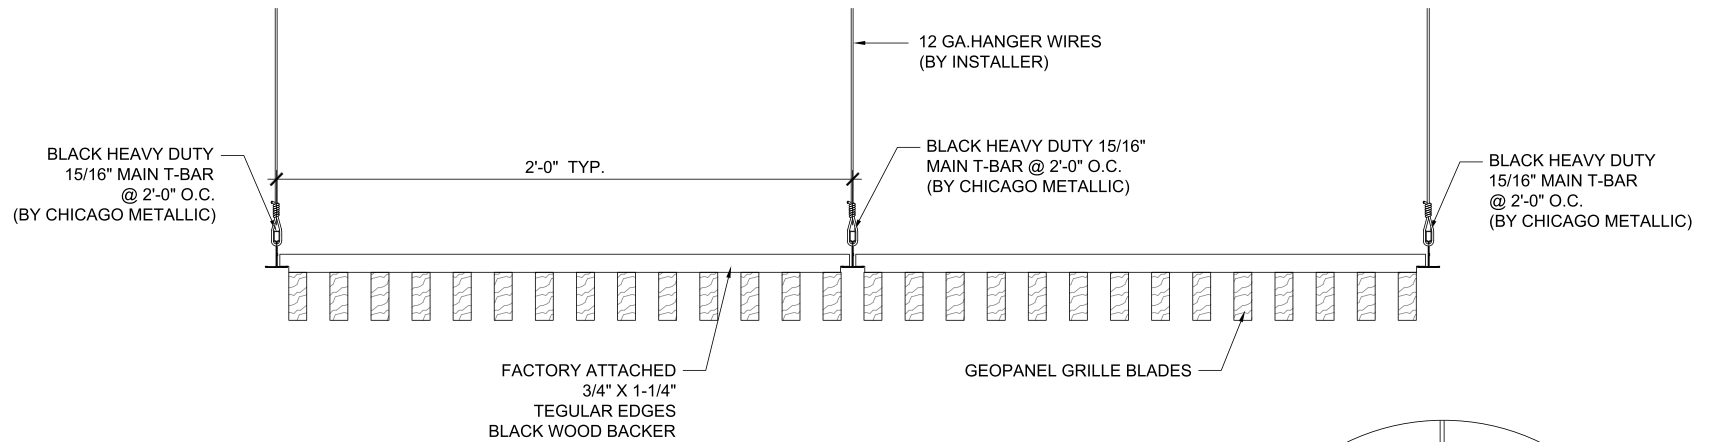 12 GA.HANGER WIRES
(BY INSTALLER)
BLACK HEAVY DUTY
15/16" MAIN T-BAR
@ 2'-0" O.C.
(BY CHICAGO METALLIC)
2'-0" TYP.
BLACK HEAVY DUTY 15/16"
MAIN T-BAR @ 2'-0" O.C.
(BY CHICAGO METALLIC)
BLACK HEAVY DUTY
15/16" MAIN T-BAR
@ 2'-0" O.C.
(BY CHICAGO METALLIC)
FACTORY ATTACHED
3/4" X 1-1/4"
TEGULAR EDGES
BLACK WOOD BACKER
GEOPANEL GRILLE BLADES